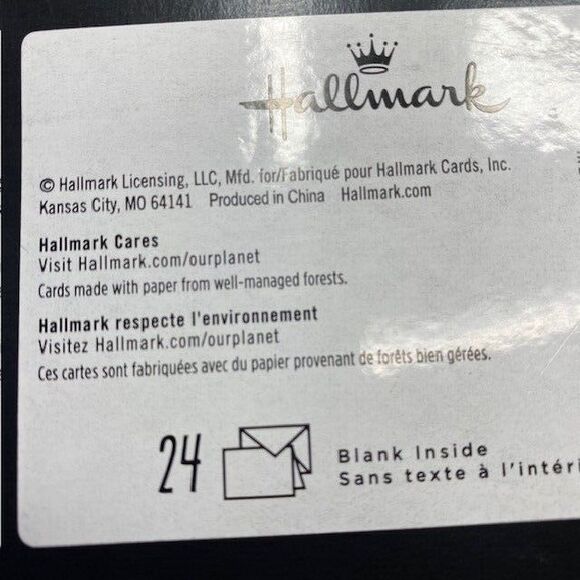 Hallmark
© Hallmark Licensing, LLC, Mfd. for/Fabriqué pour Hallmark Cards, Inc.
Kansas City, MO 64141 Produced in China Hallmark.com
Hallmark Cares
Visit Hallmark.com/ourplanet
Cards made with paper from well-managed forests.
Hallmark respecte l'environnement
Visitez Hallmark.com/ourplanet
Ces cartes sont fabriquées avec du papier provenant de forêts bien gérées.
24
Blank Inside
Sans texte à l'intéri